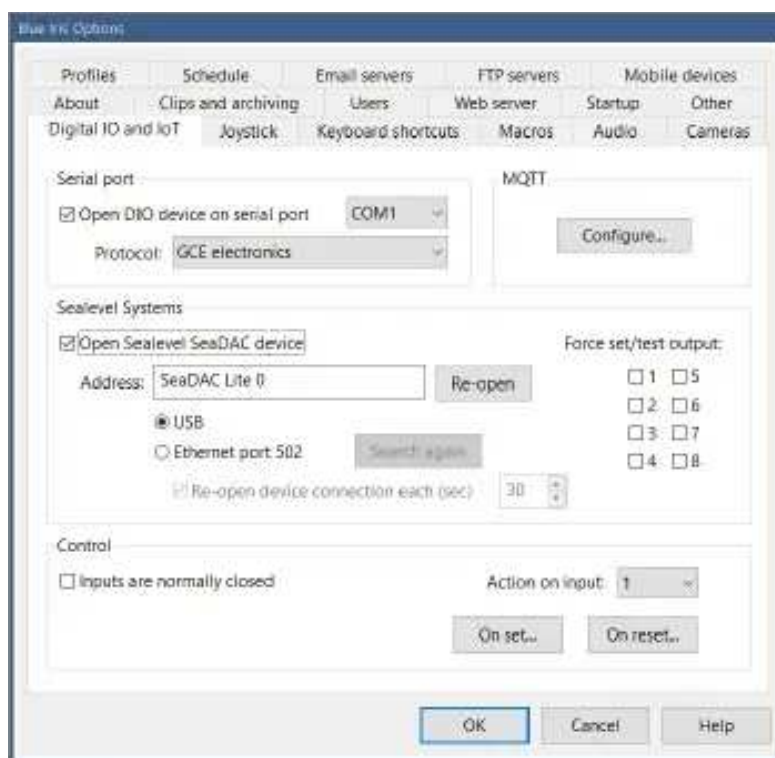 Blue Iris Options
Profiles Schedule Email servers FTP servers Mobile devices
About Clips and archiving Users Web server Startup Other
Digital IO and IoT Joystick Keyboard shortcuts Macros Audio Cameras
Serial port MQTT
Open DIO device on serial port COM1
Configure...
Protocol: GCE electronics
Sealevel Systems
Open Sealevel SeaDAC device Force set/test output:
Address: SeaDAC Lite 0 Re-open 1 5
2 6
USB
3 7
Ethernet port 502 Search again
4 8
Re-open device connection each (sec) 30
Control
Inputs are normally closed Action on input: 1
On set... On reset...
OK Cancel Help